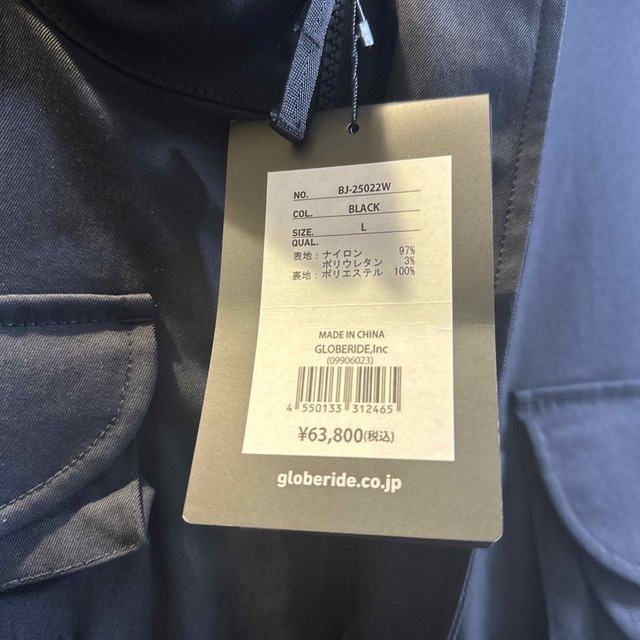 NO. BJ-25022W
COL. BLACK
SIZE. L
QUAL.
表地：ナイロン 97%
ポリウレタン 3%
裏地：ポリエステル 100%
MADE IN CHINA
GLOBERIDE,Inc
(09906023)
4 550133 312465
¥63,800(税込)
globeride.co.jp